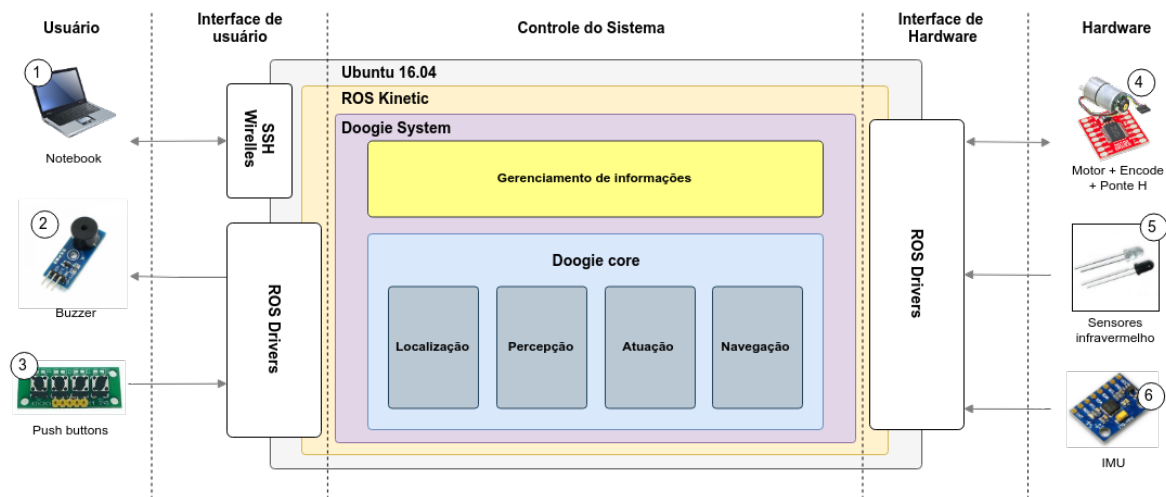 Usuário
Interface de
usuário
Controle do Sistema
Interface de
Hardware
Hardware
1
Notebook
2
Buzzer
3
Push buttons
SSH
Wirelles
ROS Drivers
Ubuntu 16.04
ROS Kinetic
Doogie System
Gerenciamento de informações
Doogie core
Localização
Percepção
Atuação
Navegação
ROS Drivers
4
Motor + Encode
+ Ponte H
5
Sensores
infravermelho
6
IMU